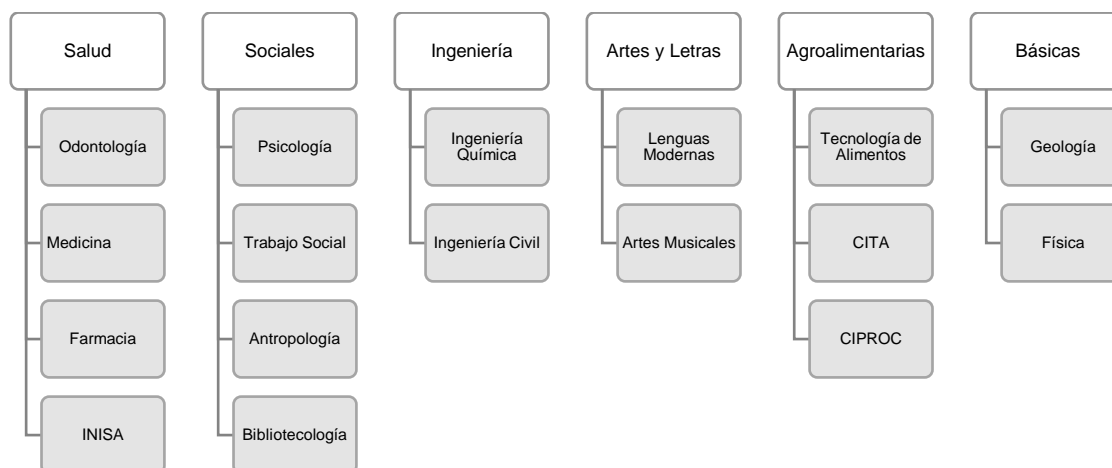 Salud
Odontología
Medicina
Farmacia
INISA
Sociales
Psicología
Trabajo Social
Antropología
Bibliotecología
Ingeniería
Ingeniería
Química
Ingeniería Civil
Artes y Letras
Lenguas
Modernas
Artes Musicales
Agroalimentarias
Tecnología de
Alimentos
CITA
CIPROC
Básicas
Geología
Física